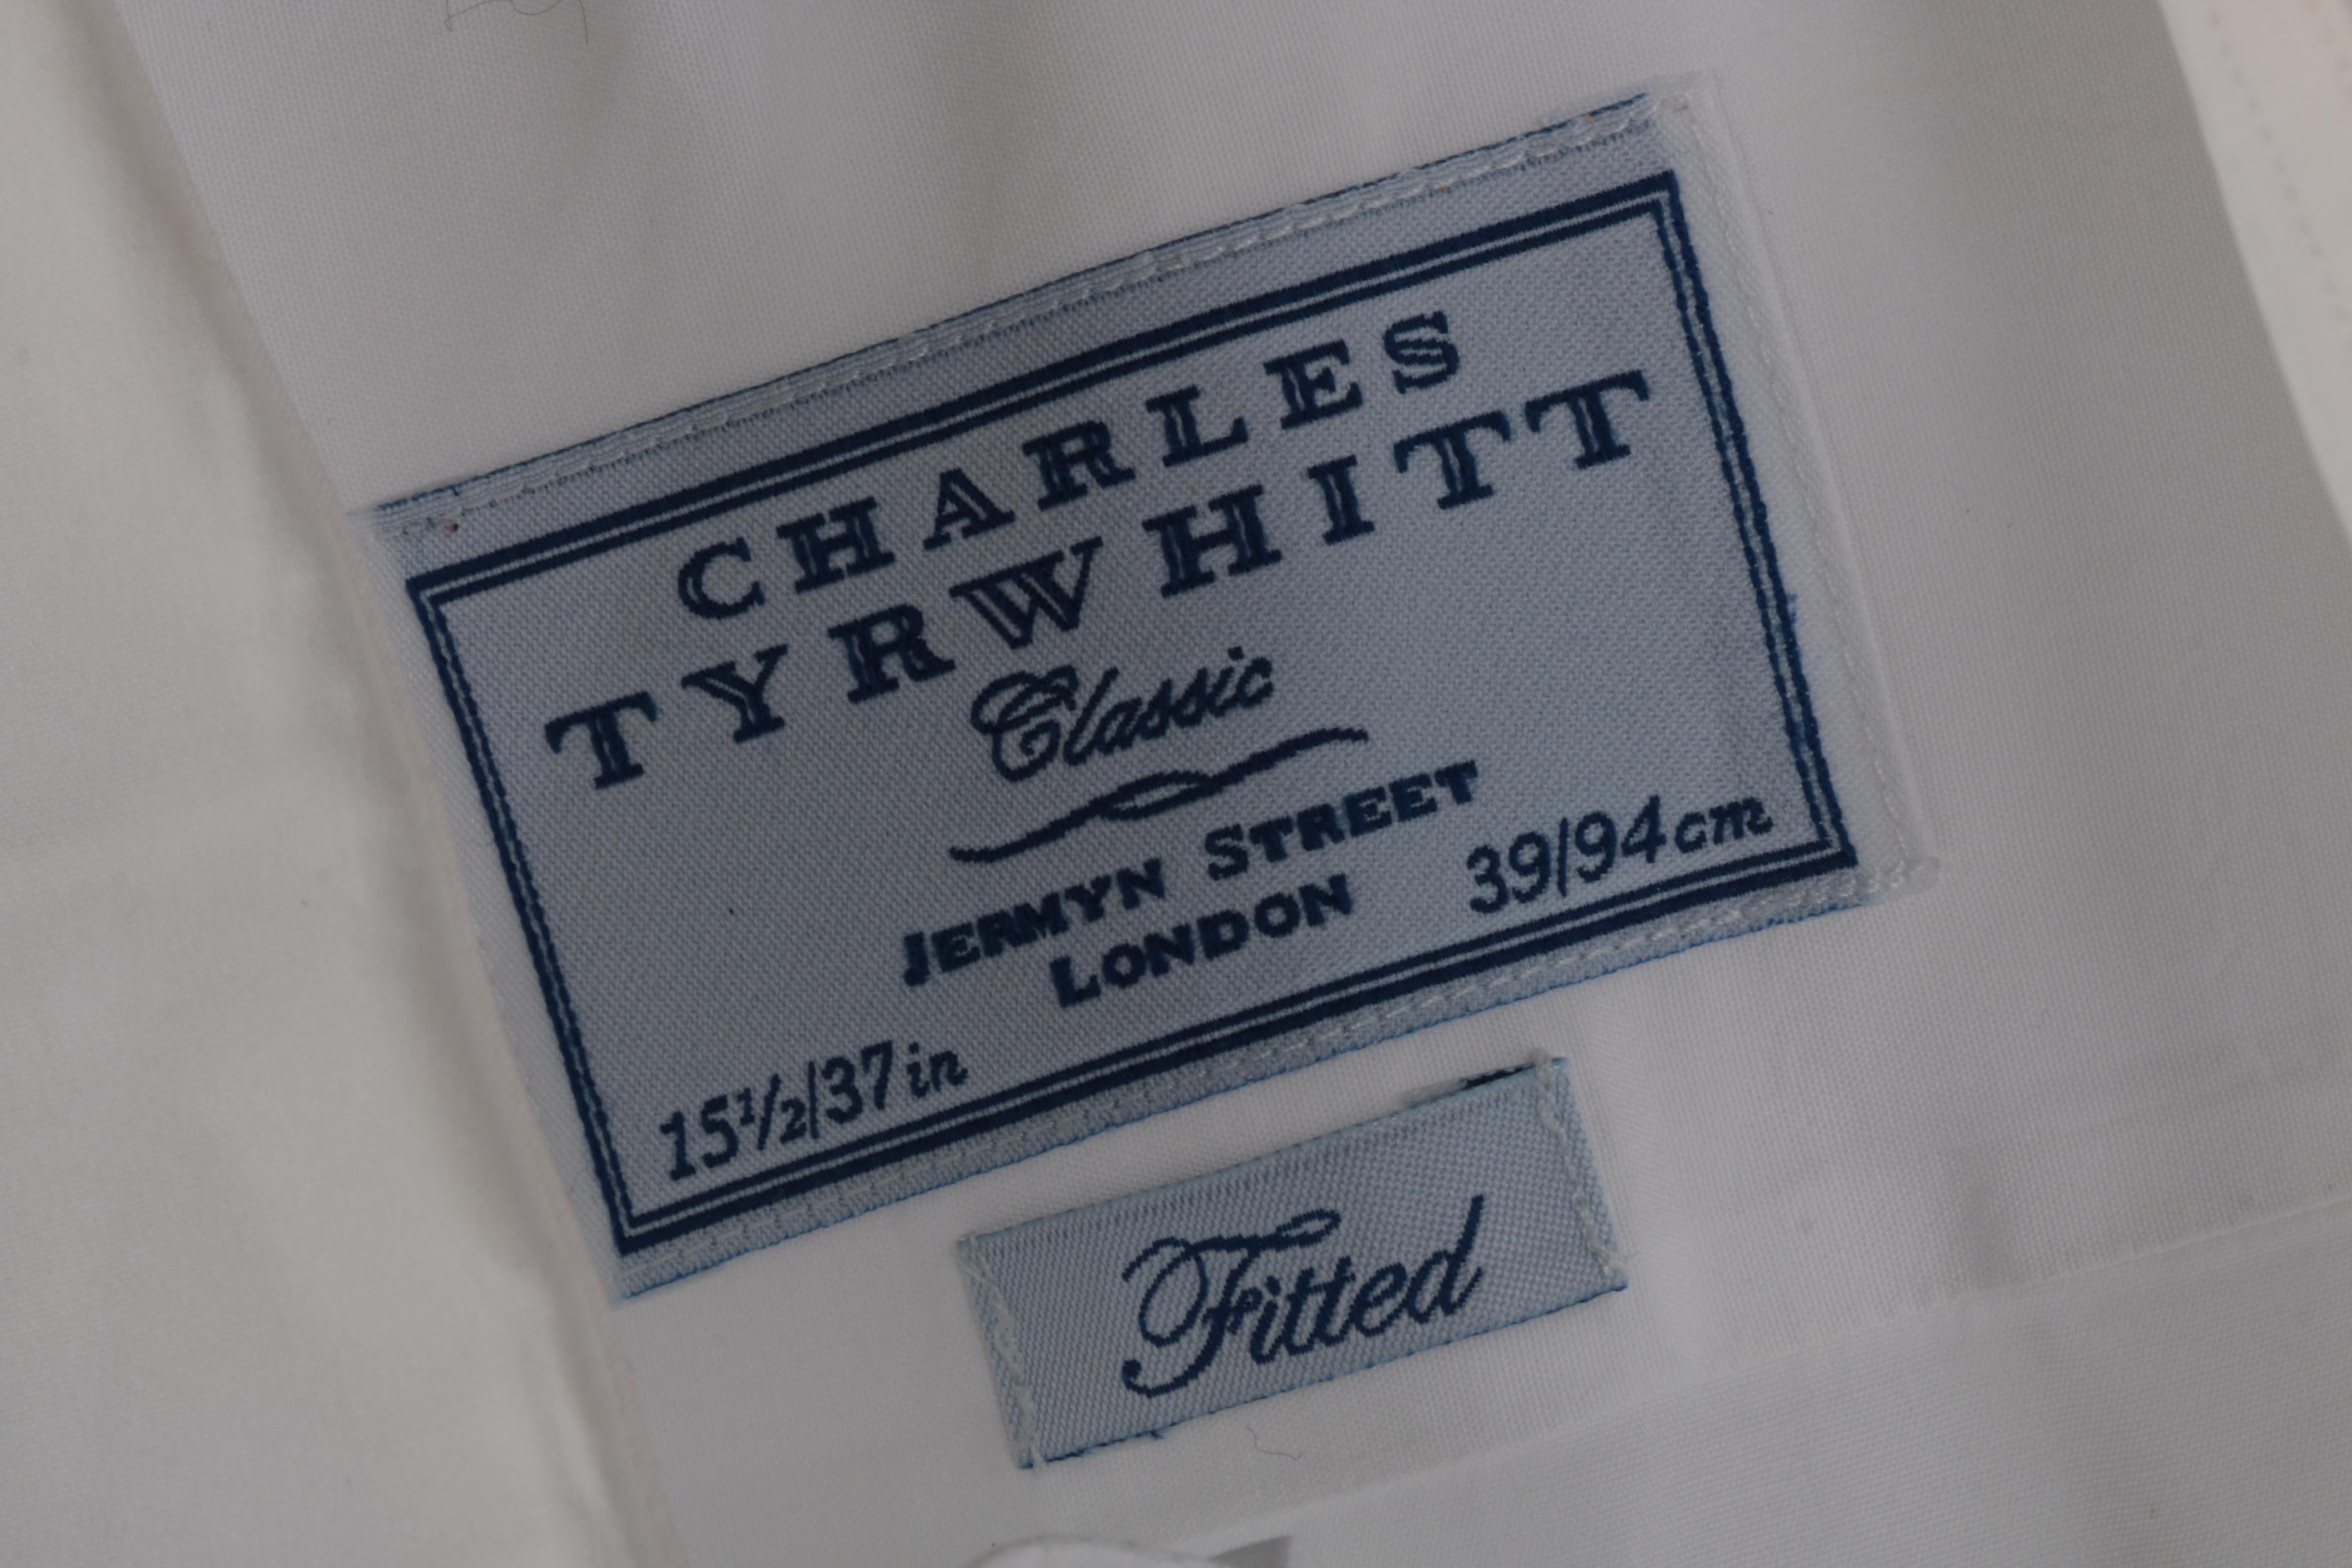 CHARLES
TYRWHITT
Classic
JERMYN STREET
LONDON
15½/37in 39/94cm
Fitted